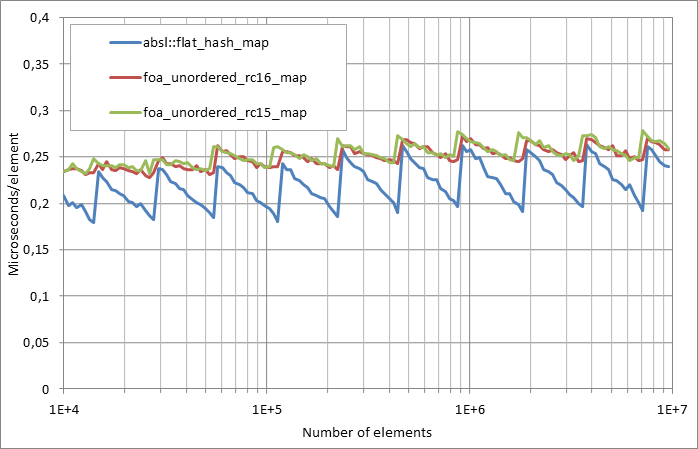 absl::flat_hash_map
foa_unordered_rc16_map
foa_unordered_rc15_map
0,4
0,35
0,3
0,25
0,2
0,15
0,1
0,05
0
Microseconds/element
1E+4 1E+5 1E+6 1E+7
Number of elements